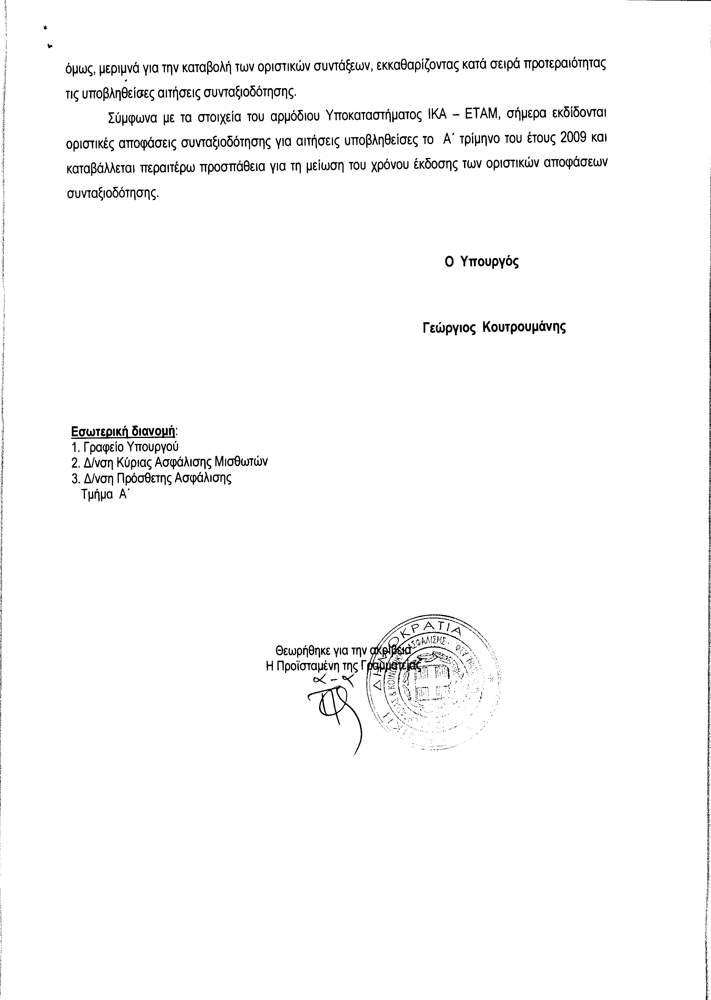 όμως, μεριμνά για την καταβολή των οριστικών συντάξεων, εκκαθαρίζοντας κατά σειρά προτεραιότητας
τις υποβληθείσες αιτήσεις συνταξιοδότησης.
Σύμφωνα με τα στοιχεία του αρμόδιου Υποκαταστήματος ΙΚΑ – ΕΤΑΜ, σήμερα εκδίδονται
οριστικές αποφάσεις συνταξιοδότησης για αιτήσεις υποβληθείσες το Α΄ τρίμηνο του έτους 2009 και
καταβάλλεται περαιτέρω προσπάθεια για τη μείωση του χρόνου έκδοσης των οριστικών αποφάσεων
συνταξιοδότησης.
Ο Υπουργός
Γεώργιος Κουτρουμάνης
Εσωτερική διανομή:
1. Γραφείο Υπουργού
2. Δ/νση Κύριας Ασφάλισης Μισθωτών
3. Δ/νση Πρόσθετης Ασφάλισης
Τμήμα Α΄
Θεωρήθηκε για την ακρίβεια
Η Προϊσταμένη της Γραμματείας
α-α
ΔΗΜΟΚΡΑΤΙΑ
& ΚΟΙΝΩΝΙΚΗΣ ΑΣΦΑΛΙΣΗΣ